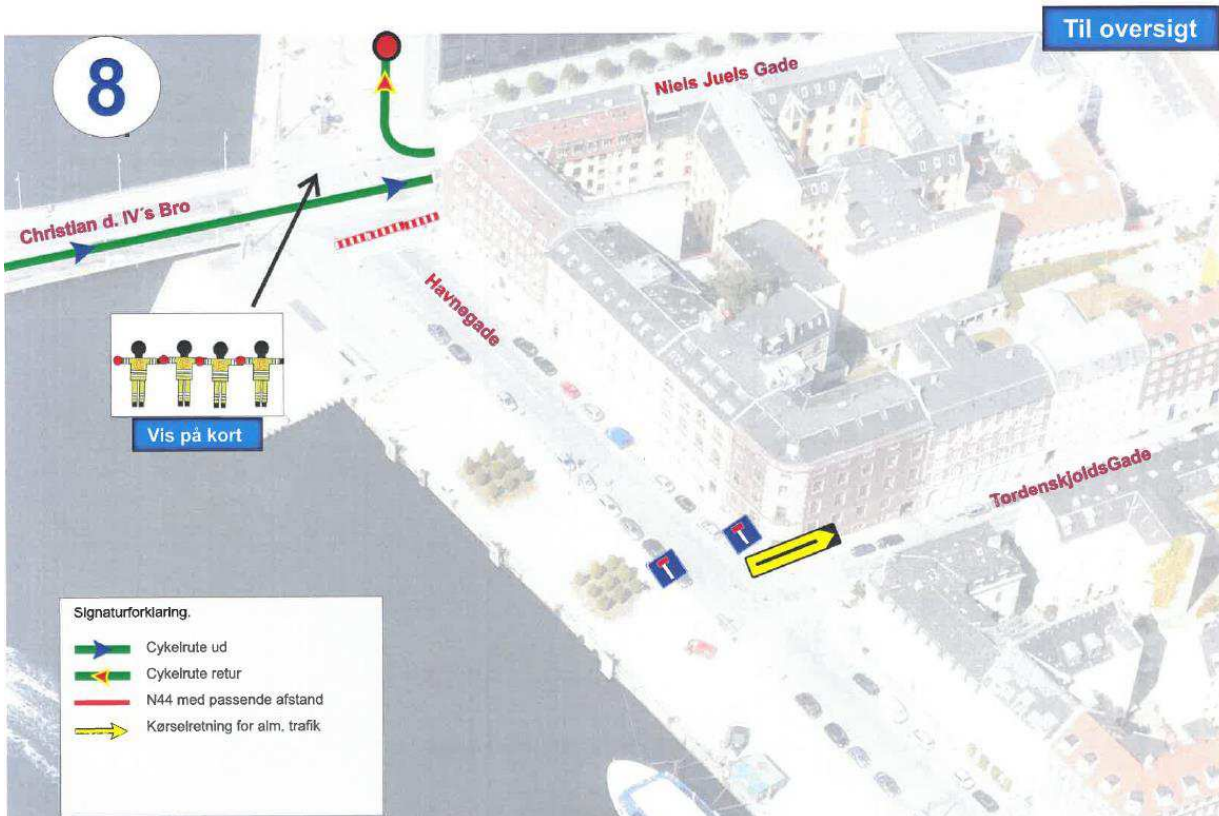 Til oversigt
8
Niels Juels Gade
Christian d. IV's Bro
Havnegade
Vis på kort
TordenskjoldsGade
Signaturforklaring.
Cykelrute ud
Cykelrute retur
N44 med passende afstand
Kørselretning for alm. trafik